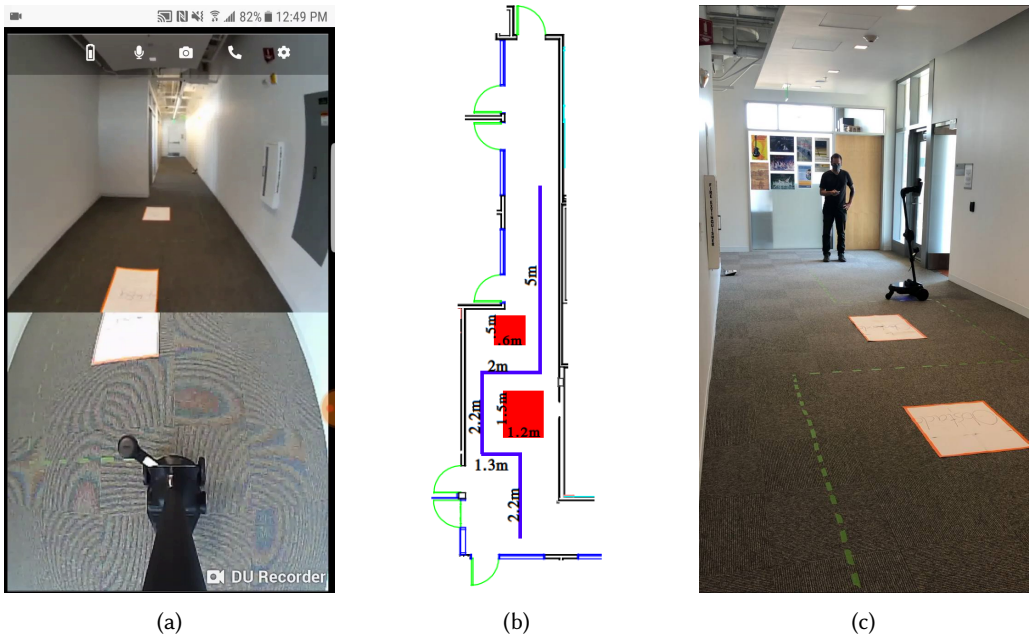 82% 12:49 PM
DU Recorder
5m
.5m
.6m
2m
2.2m
1.5m
1.2m
1.3m
2.2m
(a)
(b)
(c)